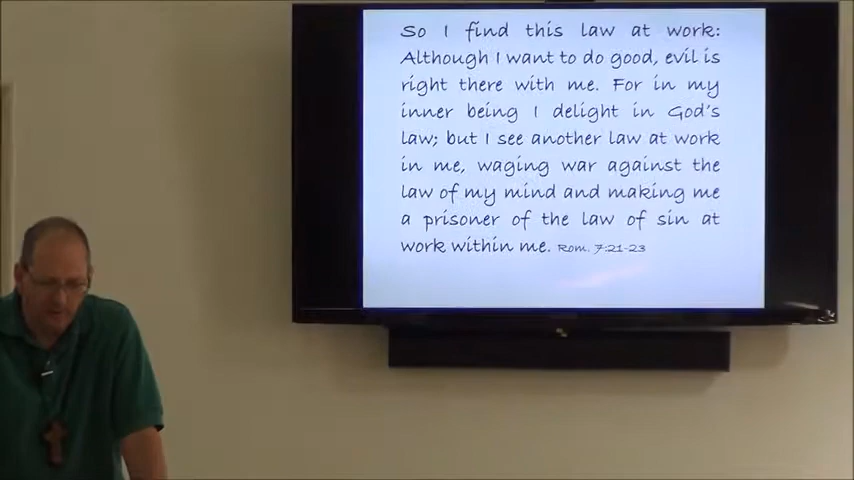 So I find this law at work:
Although I want to do good, evil is
right there with me. For in my
inner being I delight in God's
law; but I see another law at work
in me, waging war against the
law of my mind and making me
a prisoner of the law of sin at
work within me. Rom. 7:21-23